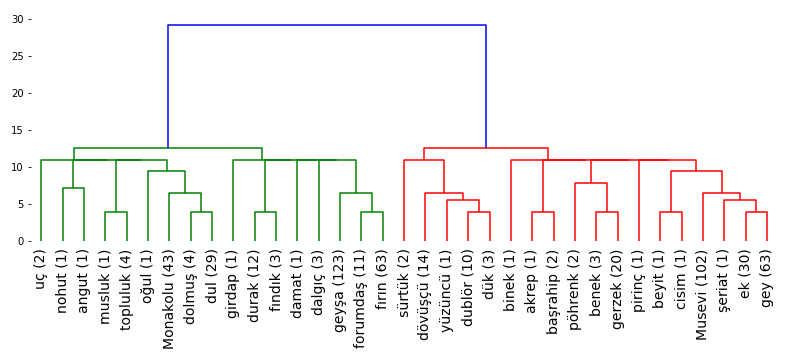 30
25
20
15
10
5
0
uç (2)
nohut (1)
angut (1)
musluk (1)
topluluk (4)
oğul (1)
Monakolu (43)
dolmuş (4)
dul (29)
girdap (1)
durak (12)
fındık (3)
damat (1)
dalgıç (3)
geyşa (123)
forumdaş (11)
fırın (63)
sürtük (2)
dövüşçü (14)
yüzüncü (1)
dublör (10)
dük (3)
binek (1)
akrep (1)
başrahip (2)
pöhrenk (2)
benek (3)
gerzek (20)
pirinç (1)
beyit (1)
cisim (1)
Musevi (102)
şeriat (1)
ek (30)
gey (63)